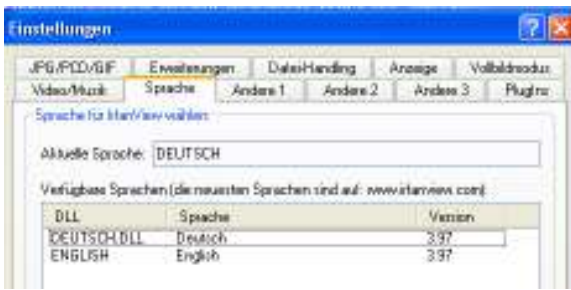 Einstellungen
JPG/PCD/GIF Erweiterungen Datei-Handling Anzeige Vollbildmodus
Video/Musik Sprache Andere 1 Andere 2 Andere 3 PlugIns
Sprache für IrfanView wählen:
Aktuelle Sprache: DEUTSCH
Verfügbare Sprachen (die neuesten Sprachen sind auf: www.irfanview.com)
DLL Sprache Version
DEUTSCH.DLL Deutsch 3.97
ENGLISH English 3.97